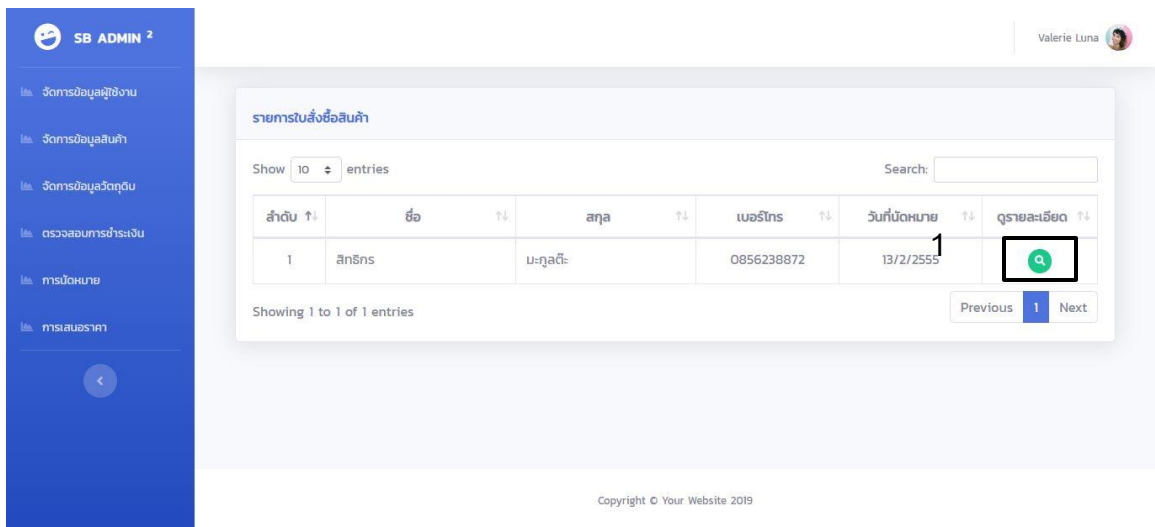 SB ADMIN 2
Valerie Luna
จัดการข้อมูลผู้ใช้งาน
จัดการข้อมูลสินค้า
จัดการข้อมูลวัตถุดิบ
ตรวจสอบการชำระเงิน
การนัดหมาย
การเสนอราคา
รายการใบสั่งซื้อสินค้า
Show 10 entries
Search:
ลำดับ ชื่อ สกุล เบอร์โทร วันที่นัดหมาย ดูรายละเอียด
1 สิทธิกร มะกูลต๊ะ 0856238872 13/2/2555
1
Showing 1 to 1 of 1 entries
Previous 1 Next
Copyright © Your Website 2019